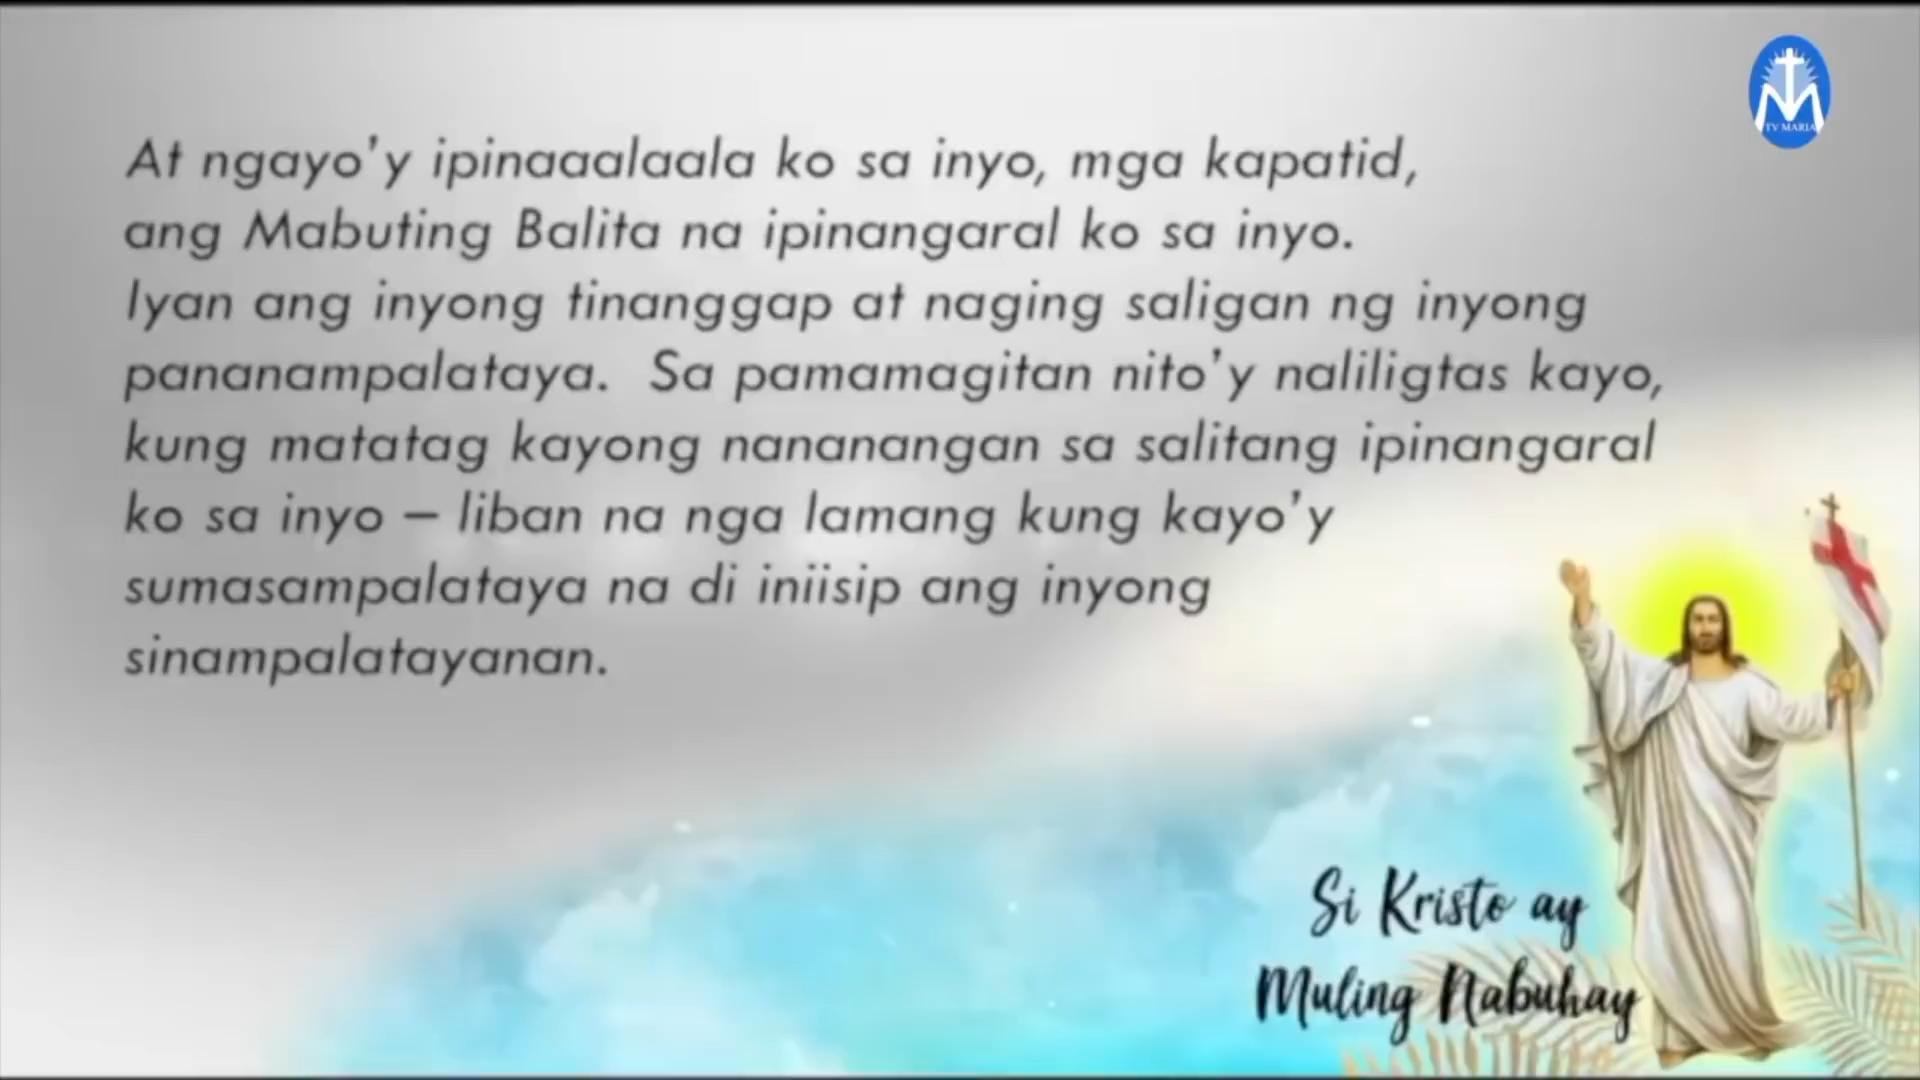 TV MARIA
At ngayo'y ipinaaalaala ko sa inyo, mga kapatid,
ang Mabuting Balita na ipinangaral ko sa inyo.
Iyan ang inyong tinanggap at naging saligan ng inyong
pananampalataya. Sa pamamagitan nito'y naliligtas kayo,
kung matatag kayong nananangan sa salitang ipinangaral
ko sa inyo – liban na nga lamang kung kayo'y
sumasampalataya na di iniisip ang inyong
sinampalatayanan.
Si Kristo ay
Muling Nabuhay